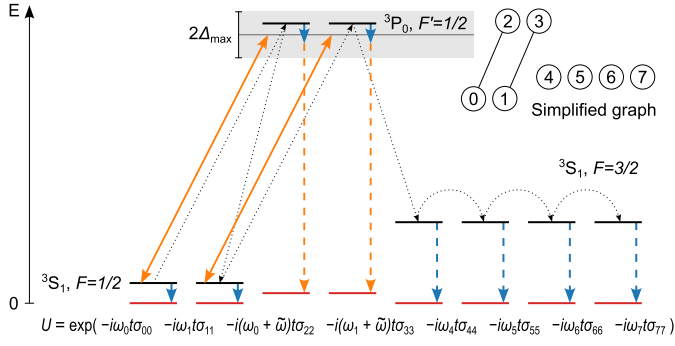 E
2Δmax
³P₀, F'=1/2
2 3
0 1
4 5 6 7
Simplified graph
³S₁, F=3/2
³S₁, F=1/2
0
U = exp( −iω₀tσ₀₀ −iω₁tσ₁₁ −i(ω₀ + ω̃)tσ₂₂ −i(ω₁ + ω̃)tσ₃₃ −iω₄tσ₄₄ −iω₅tσ₅₅ −iω₆tσ₆₆ −iω₇tσ₇₇ )